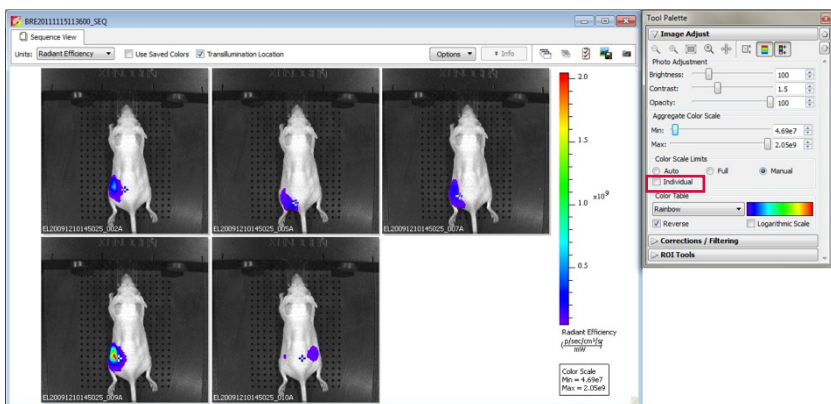 BRE20111115113600_SEQ
Sequence View
Units: Radiant Efficiency
Use Saved Colors
Transillumination Location
Options
Info
XENOGEN
XENOGEN
XENOGEN
EL20091210145025_002A
EL20091210145025_005A
EL20091210145025_007A
EL20091210145025_009A
EL20091210145025_010A
2.0
1.5
1.0
x10⁹
0.5
Radiant Efficiency
(p/sec/cm²/sr
mW)
Color Scale
Min = 4.69e7
Max = 2.05e9
Tool Palette
Image Adjust
Photo Adjustment
Brightness: 100
Contrast: 1.5
Opacity: 100
Aggregate Color Scale
Min: 4.69e7
Max: 2.05e9
Color Scale Limits
Auto Full Manual
Individual
Color Table
Rainbow
Reverse Logarithmic Scale
Corrections / Filtering
ROI Tools